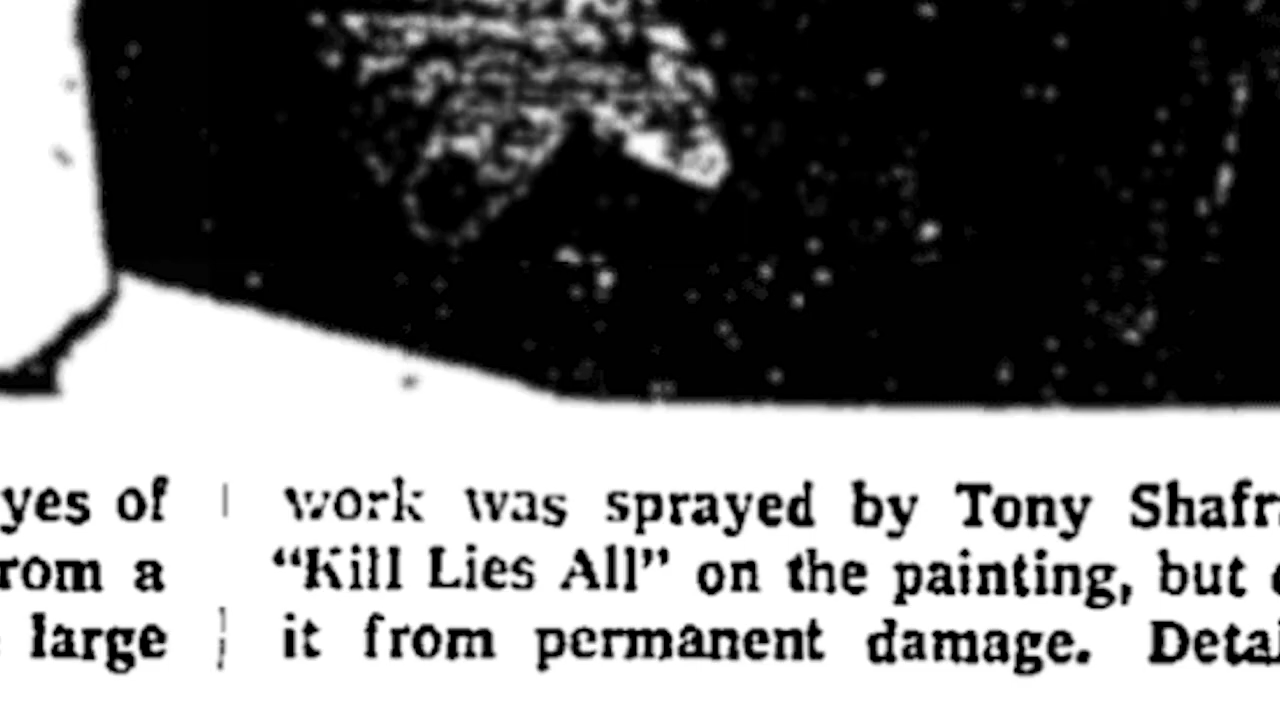 yes of
rom a
large
work was sprayed by Tony Shafr
“Kill Lies All” on the painting, but
it from permanent damage. Detai